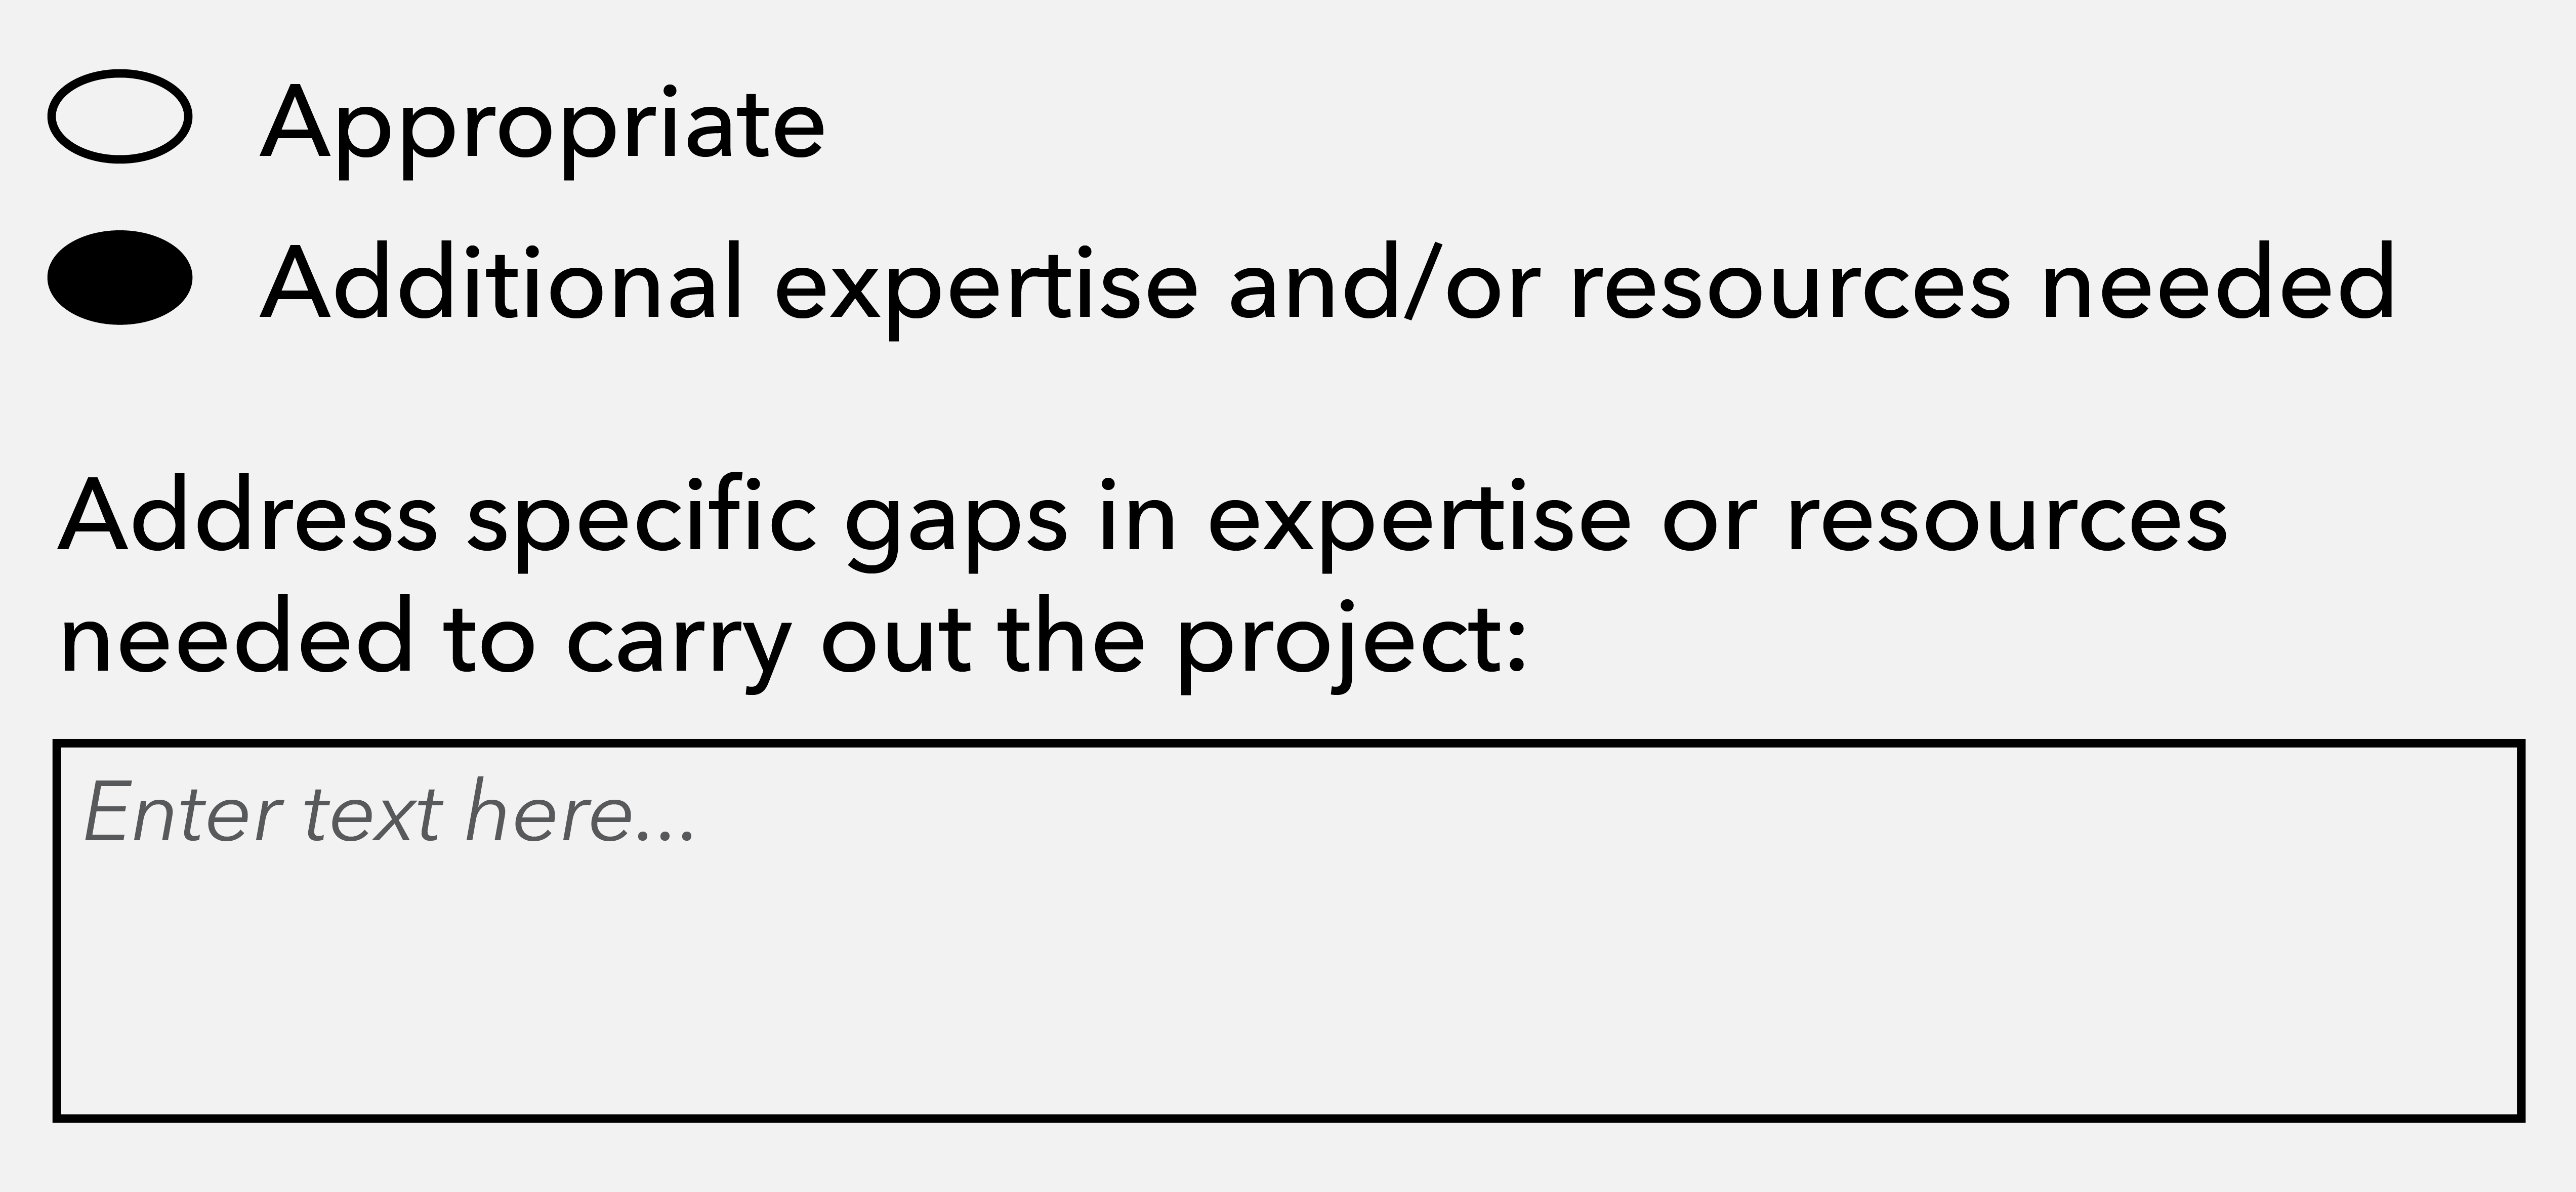 Appropriate
Additional expertise and/or resources needed
Address specific gaps in expertise or resources
needed to carry out the project:
Enter text here...